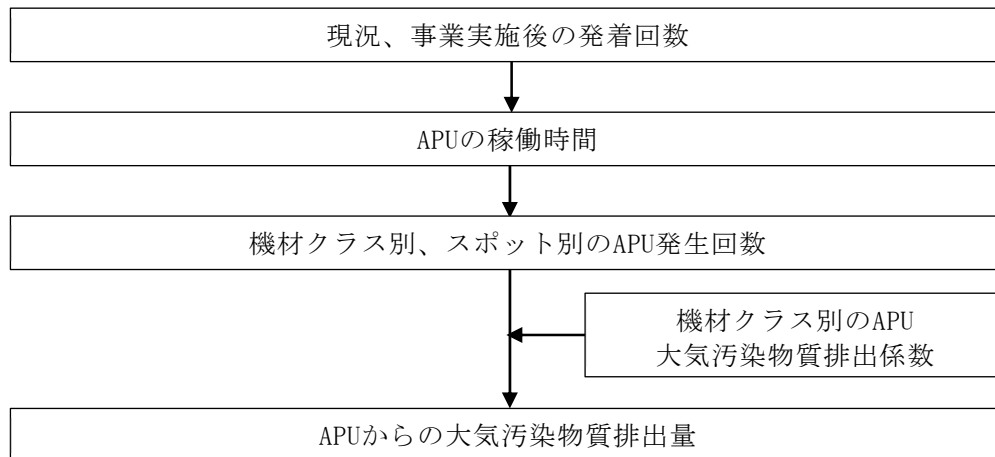 現況、事業実施後の発着回数
APUの稼働時間
機材クラス別、スポット別のAPU発生回数
機材クラス別のAPU
大気汚染物質排出係数
APUからの大気汚染物質排出量